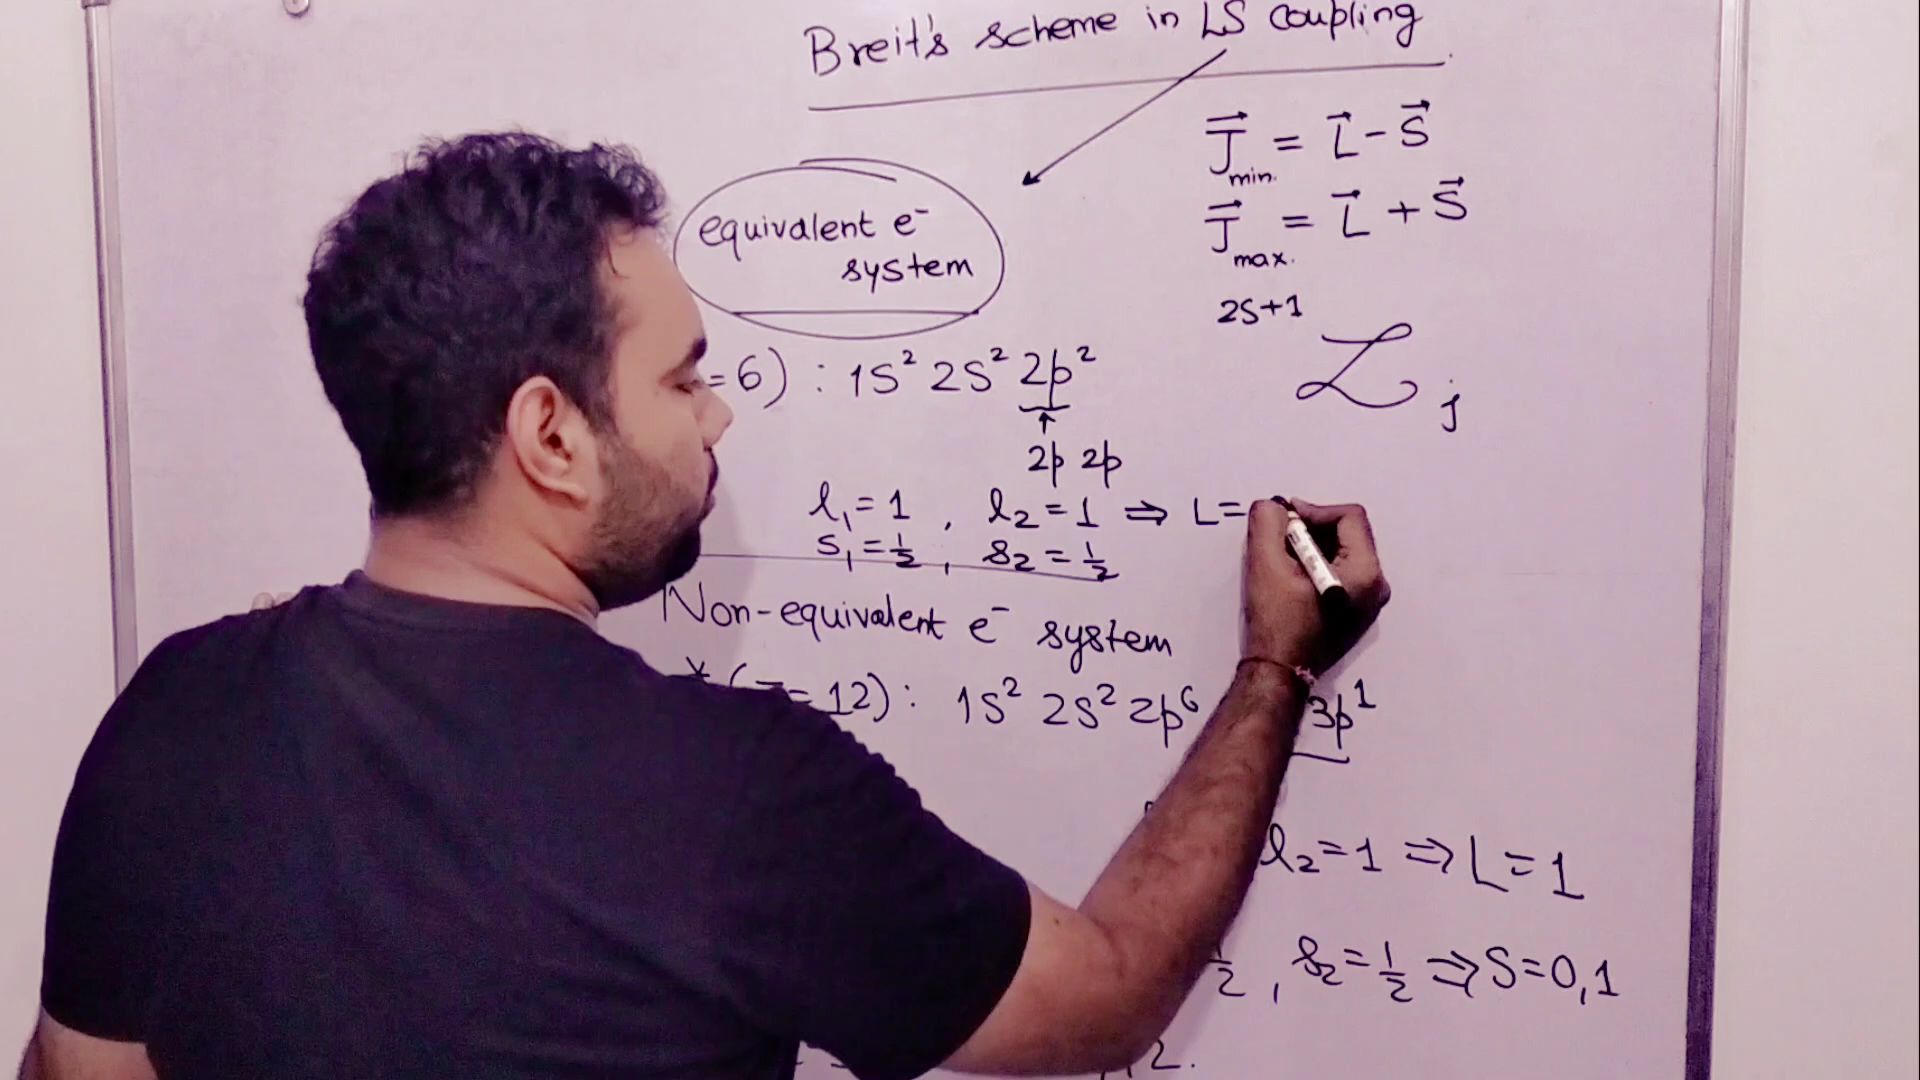 Breit's scheme in LS coupling
J⃗min. = L⃗ - S⃗
J⃗max. = L⃗ + S⃗
equivalent e⁻
system
2S+1
L j
=6) : 1S² 2S² 2p²
↑
2p 2p
l₁ = 1 , l₂ = 1 ⇒ L =
S₁ = ½ , s₂ = ½
Non-equivalent e⁻ system
= 12) : 1S² 2S² 2p⁶ 3p¹
l₂ = 1 ⇒ L = 1
½ , s₂ = ½ ⇒ S = 0,1
2.